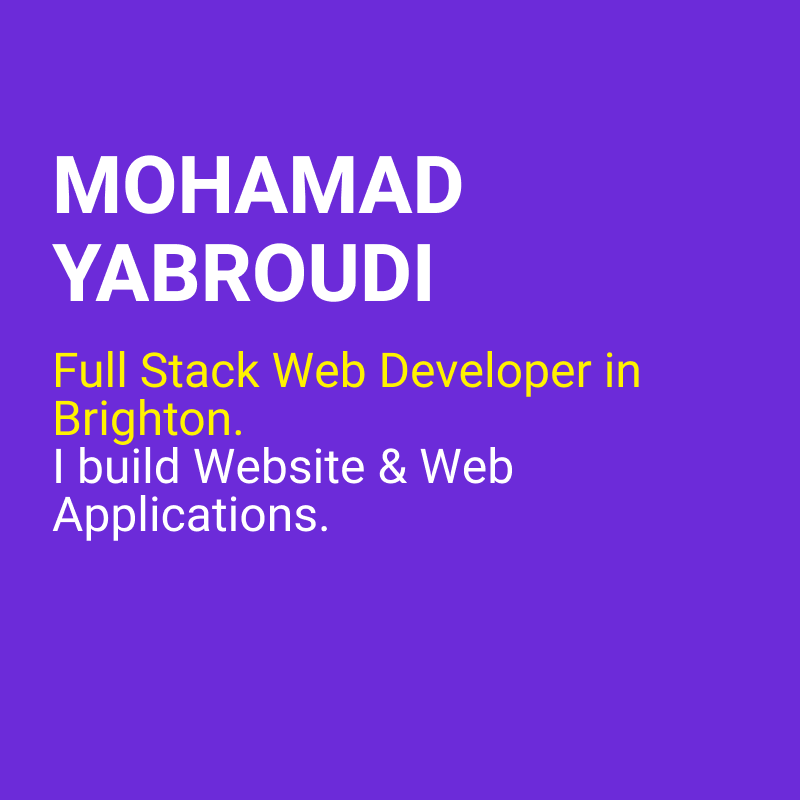 MOHAMAD
YABROUDI
Full Stack Web Developer in
Brighton.
I build Website & Web
Applications.